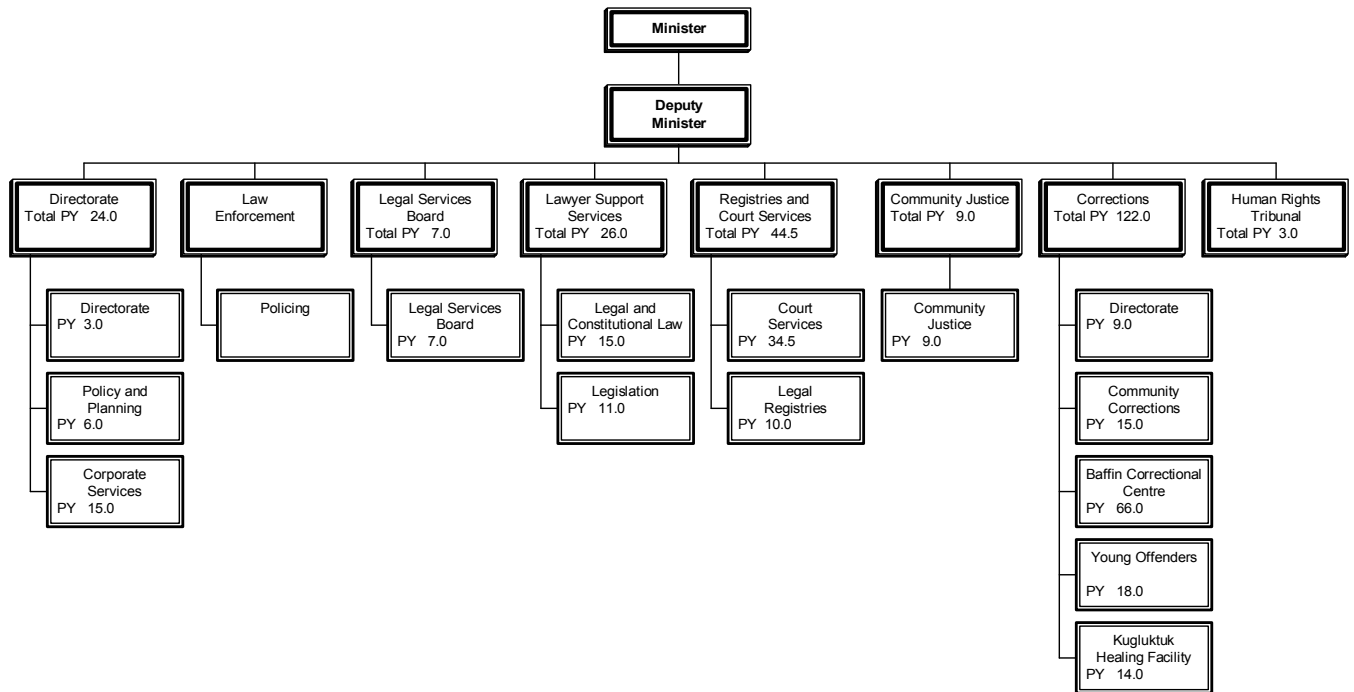 Minister
Deputy
Minister
Directorate
Total PY 24.0
Law
Enforcement
Legal Services
Board
Total PY 7.0
Lawyer Support
Services
Total PY 26.0
Registries and
Court Services
Total PY 44.5
Community Justice
Total PY 9.0
Corrections
Total PY 122.0
Human Rights
Tribunal
Total PY 3.0
Directorate
PY 3.0
Policy and
Planning
PY 6.0
Corporate
Services
PY 15.0
Policing
Legal Services
Board
PY 7.0
Legal and
Constitutional Law
PY 15.0
Legislation
PY 11.0
Court
Services
PY 34.5
Legal
Registries
PY 10.0
Community
Justice
PY 9.0
Directorate
PY 9.0
Community
Corrections
PY 15.0
Baffin Correctional
Centre
PY 66.0
Young Offenders
PY 18.0
Kugluktuk
Healing Facility
PY 14.0